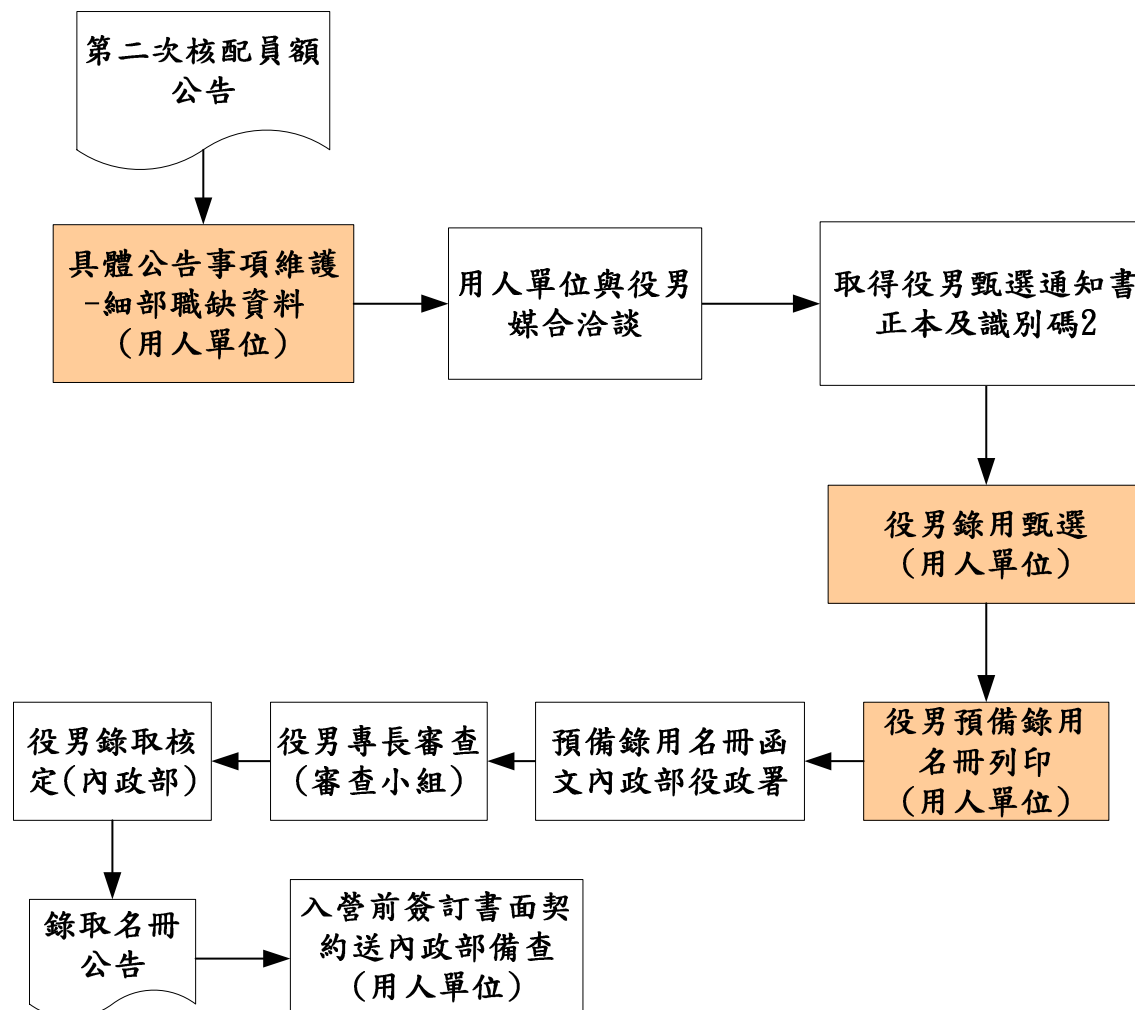 第二次核配員額
公告
具體公告事項維護
-細部職缺資料
(用人單位)
用人單位與役男
媒合洽談
取得役男甄選通知書
正本及識別碼2
役男錄用甄選
(用人單位)
役男預備錄用
名冊列印
(用人單位)
預備錄用名冊函
文內政部役政署
役男專長審查
(審查小組)
役男錄取核
定(內政部)
錄取名冊
公告
入營前簽訂書面契
約送內政部備查
(用人單位)